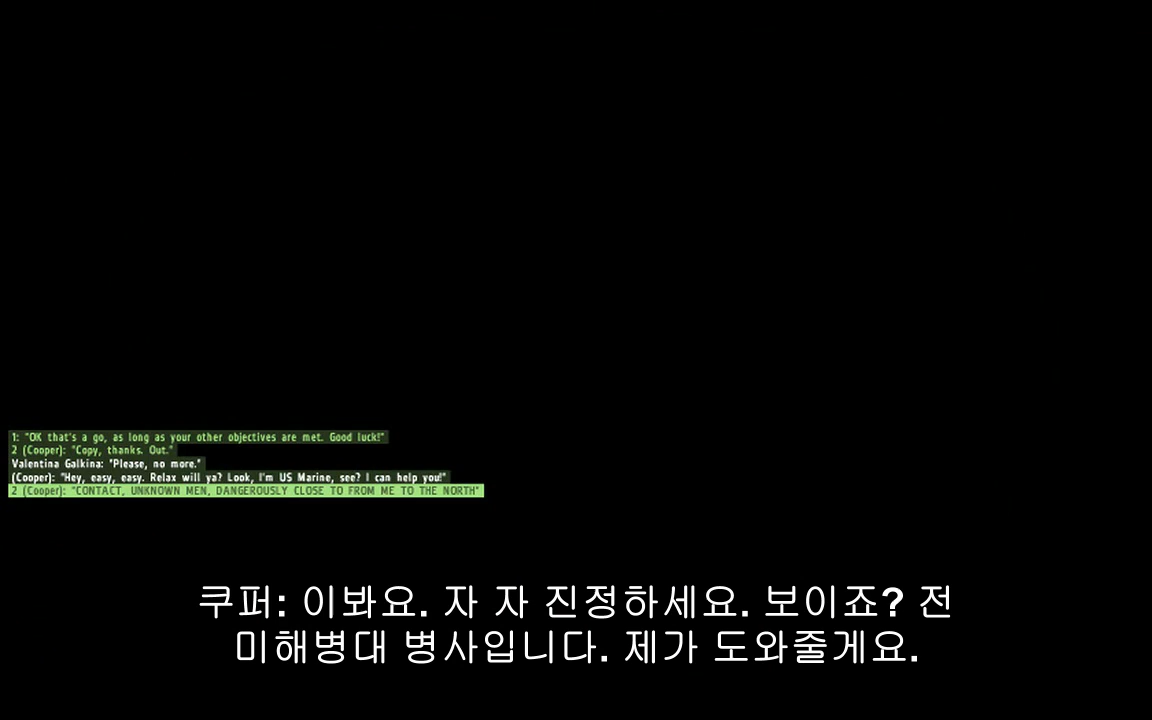 1: "OK that's a go, as long as your other objectives are met. Good luck!"
2 (Cooper): "Copy, thanks. Out."
Valentina Galkina: "Please, no more."
(Cooper): "Hey, easy, easy. Relax will ya? Look, I'm US Marine, see? I can help you!"
2 (Cooper): "CONTACT, UNKNOWN MEN, DANGEROUSLY CLOSE TO FROM ME TO THE NORTH"
쿠퍼: 이봐요. 자 자 진정하세요. 보이죠? 전
미해병대 병사입니다. 제가 도와줄게요.